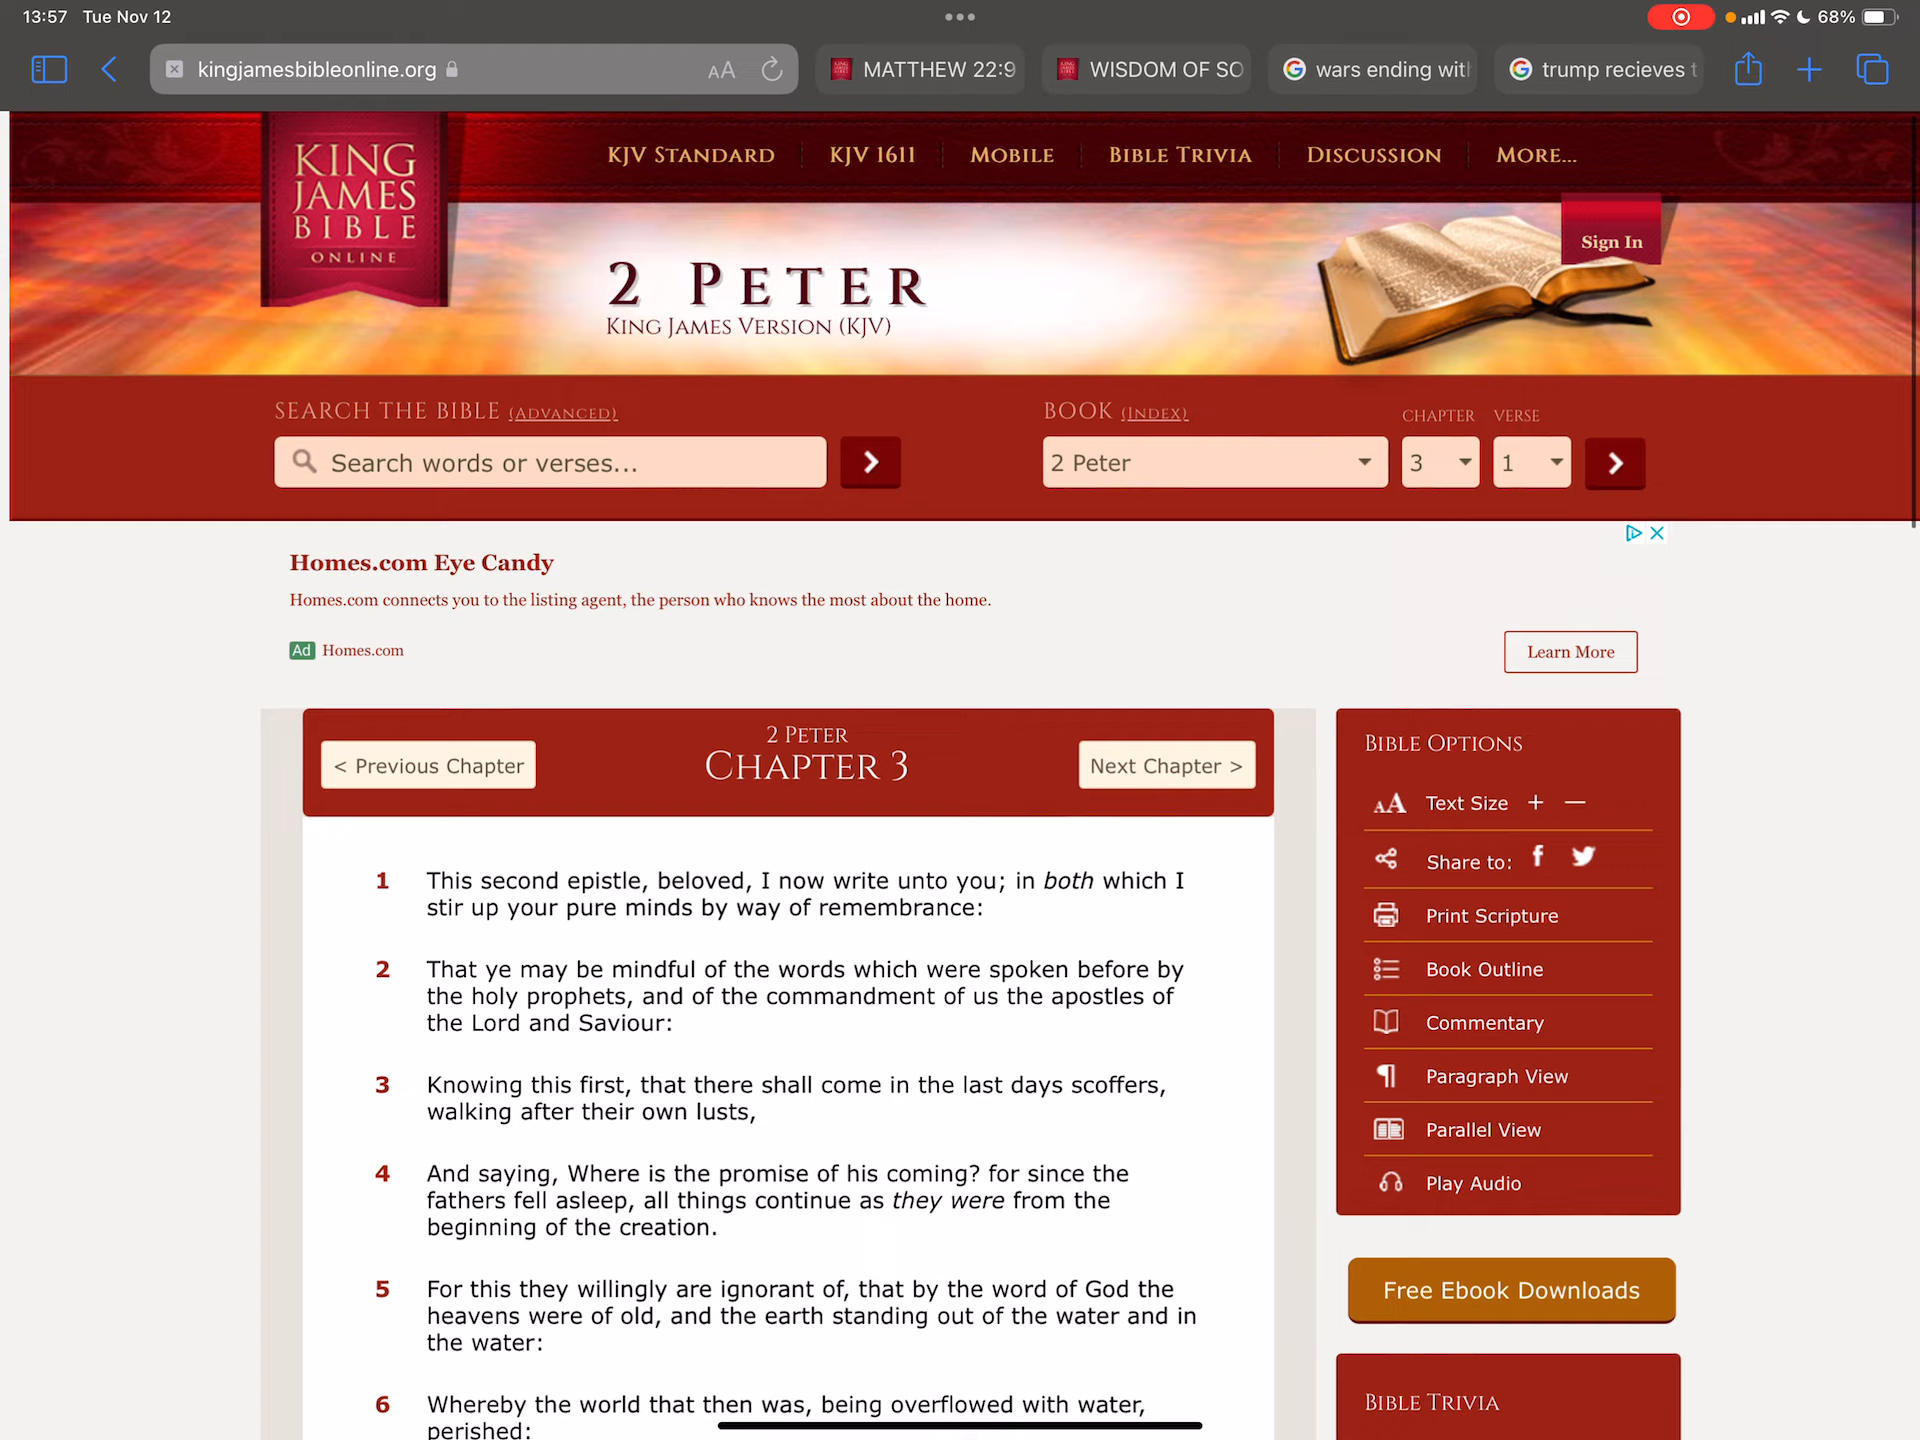 13:57 Tue Nov 12
68%
kingjamesbibleonline.org
AA
MATTHEW 22:9
WISDOM OF SO
wars ending with
trump recieves t
KING
JAMES
BIBLE
ONLINE
KJV STANDARD
KJV 1611
MOBILE
BIBLE TRIVIA
DISCUSSION
MORE...
Sign In
2 PETER
KING JAMES VERSION (KJV)
SEARCH THE BIBLE (ADVANCED)
BOOK (INDEX)
CHAPTER
VERSE
Search words or verses...
2 Peter
3
1
Homes.com Eye Candy
Homes.com connects you to the listing agent, the person who knows the most about the home.
Ad Homes.com
Learn More
< Previous Chapter
2 PETER
CHAPTER 3
Next Chapter >
1 This second epistle, beloved, I now write unto you; in both which I
stir up your pure minds by way of remembrance:
2 That ye may be mindful of the words which were spoken before by
the holy prophets, and of the commandment of us the apostles of
the Lord and Saviour:
3 Knowing this first, that there shall come in the last days scoffers,
walking after their own lusts,
4 And saying, Where is the promise of his coming? for since the
fathers fell asleep, all things continue as they were from the
beginning of the creation.
5 For this they willingly are ignorant of, that by the word of God the
heavens were of old, and the earth standing out of the water and in
the water:
6 Whereby the world that then was, being overflowed with water,
perished:
BIBLE OPTIONS
AA Text Size + —
Share to:
Print Scripture
Book Outline
Commentary
Paragraph View
Parallel View
Play Audio
Free Ebook Downloads
BIBLE TRIVIA